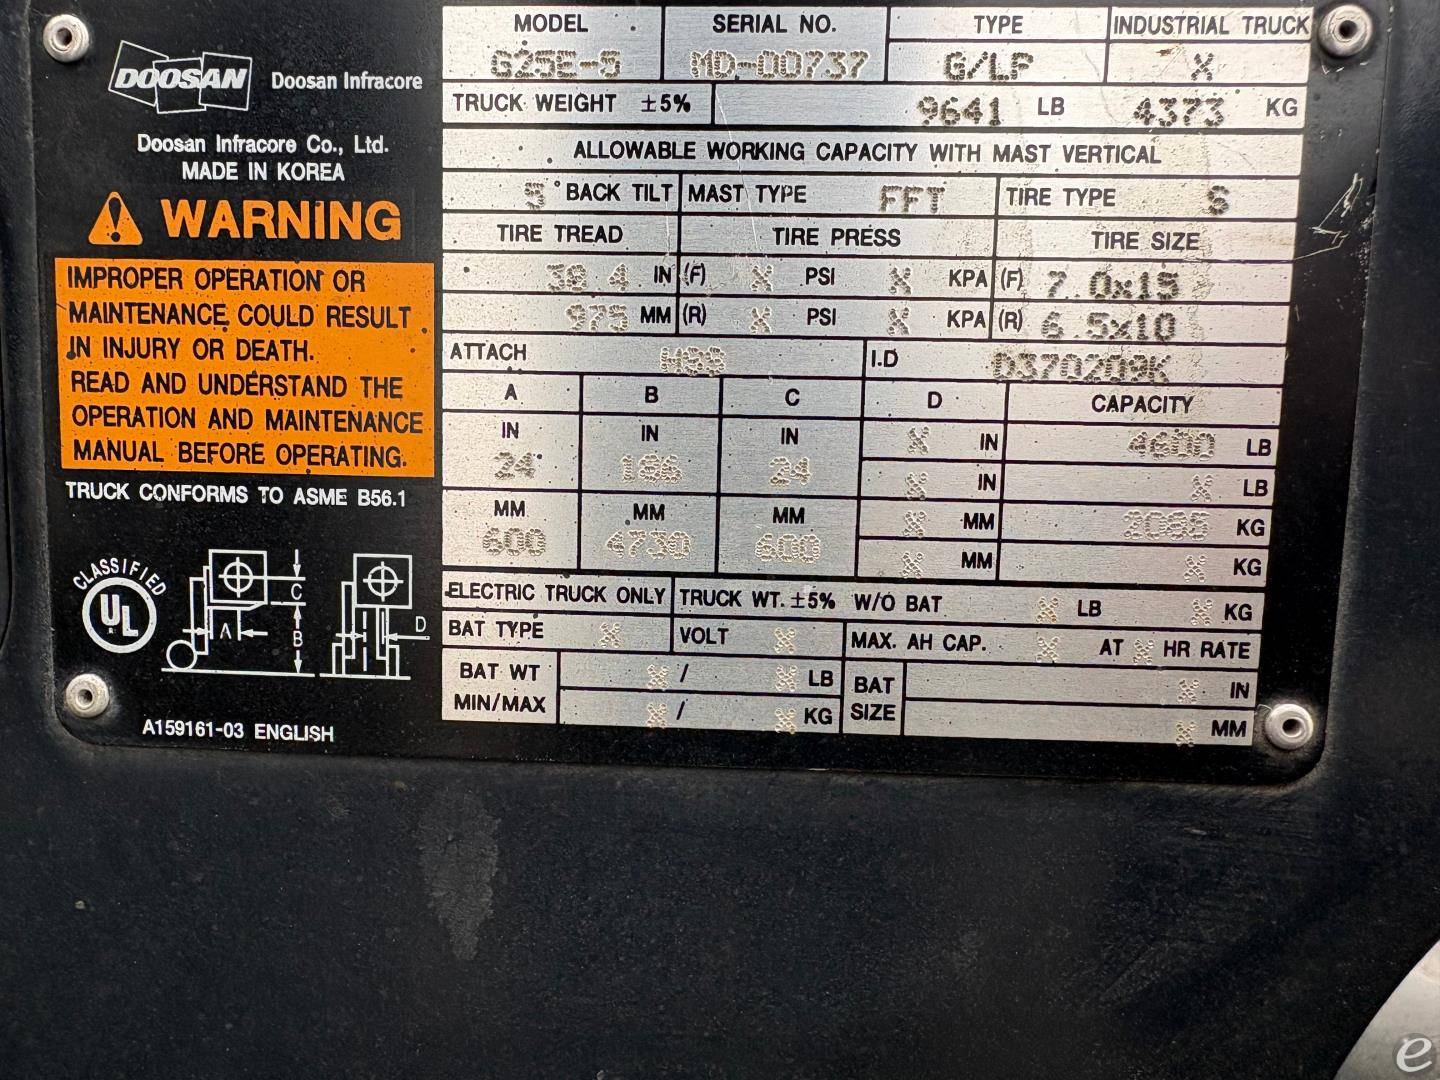 DOOSAN Doosan Infracore
Doosan Infracore Co., Ltd.
MADE IN KOREA
WARNING
IMPROPER OPERATION OR
MAINTENANCE COULD RESULT
IN INJURY OR DEATH.
READ AND UNDERSTAND THE
OPERATION AND MAINTENANCE
MANUAL BEFORE OPERATING.
TRUCK CONFORMS TO ASME B56.1
CLASSIFIED
UL
A B C D
A159161-03 ENGLISH
MODEL SERIAL NO. TYPE INDUSTRIAL TRUCK
G25E-5 MD-00737 G/LP X
TRUCK WEIGHT ±5% 9641 LB 4373 KG
ALLOWABLE WORKING CAPACITY WITH MAST VERTICAL
5° BACK TILT MAST TYPE FFT TIRE TYPE S
TIRE TREAD TIRE PRESS TIRE SIZE
38.4 IN (F) X PSI X KPA (F) 7.0x15
975 MM (R) X PSI X KPA (R) 6.5x10
ATTACH I.D D370209K
A B C D CAPACITY
IN IN IN X IN 4600 LB
24 186 24 X IN X LB
MM MM MM X MM 2085 KG
600 4730 600 X MM X KG
ELECTRIC TRUCK ONLY TRUCK WT. ±5% W/O BAT X LB X KG
BAT TYPE X VOLT X MAX. AH CAP. X AT X HR RATE
BAT WT X / X LB BAT X IN
MIN/MAX X / X KG SIZE X MM
e